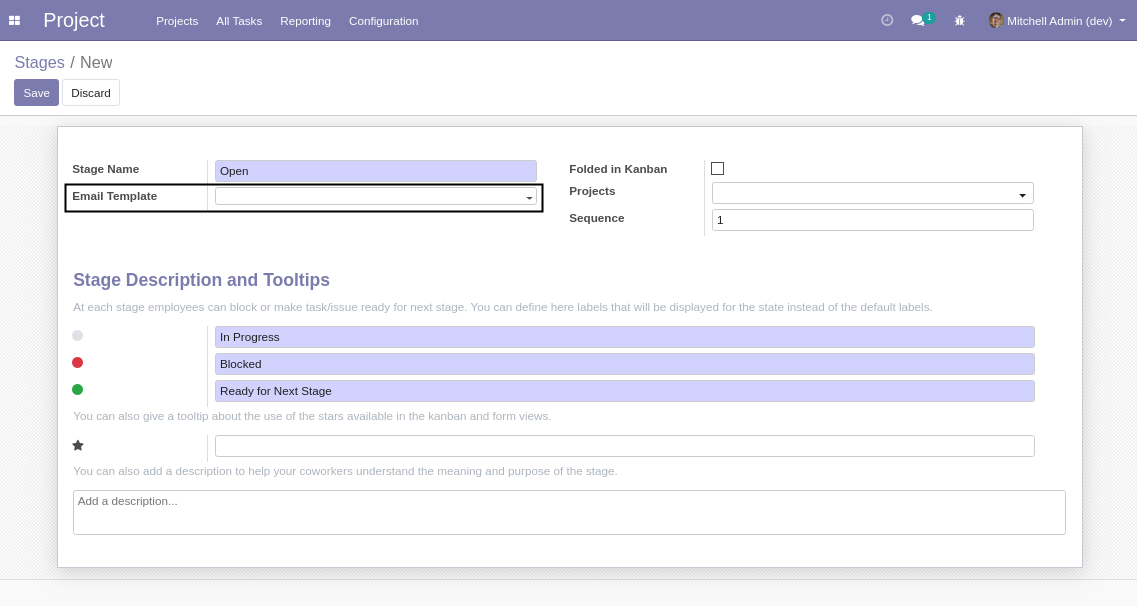 Project Projects All Tasks Reporting Configuration 1 Mitchell Admin (dev)
Stages / New
Save Discard
Stage Name Open Folded in Kanban
Email Template Projects
Sequence 1
Stage Description and Tooltips
At each stage employees can block or make task/issue ready for next stage. You can define here labels that will be displayed for the state instead of the default labels.
In Progress
Blocked
Ready for Next Stage
You can also give a tooltip about the use of the stars available in the kanban and form views.
You can also add a description to help your coworkers understand the meaning and purpose of the stage.
Add a description...